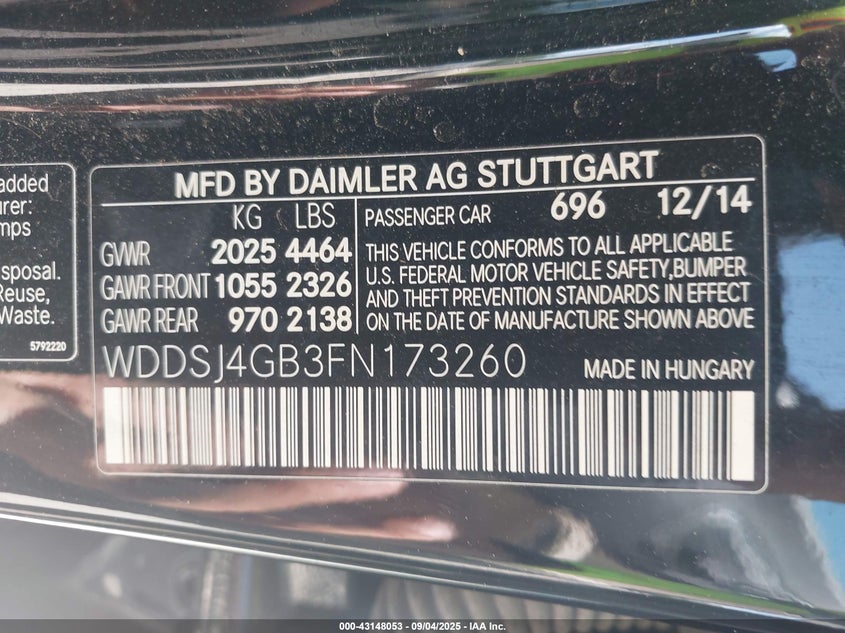 added
urer:
mps
isposal.
Reuse,
Waste.
5792220
MFD BY DAIMLER AG STUTTGART
KG LBS
GVWR 2025 4464
GAWR FRONT 1055 2326
GAWR REAR 970 2138
PASSENGER CAR 696 12/14
THIS VEHICLE CONFORMS TO ALL APPLICABLE
U.S. FEDERAL MOTOR VEHICLE SAFETY,BUMPER
AND THEFT PREVENTION STANDARDS IN EFFECT
ON THE DATE OF MANUFACTURE SHOWN ABOVE
WDDSJ4GB3FN173260 MADE IN HUNGARY
000-43148053 - 09/04/2025 - IAA Inc.